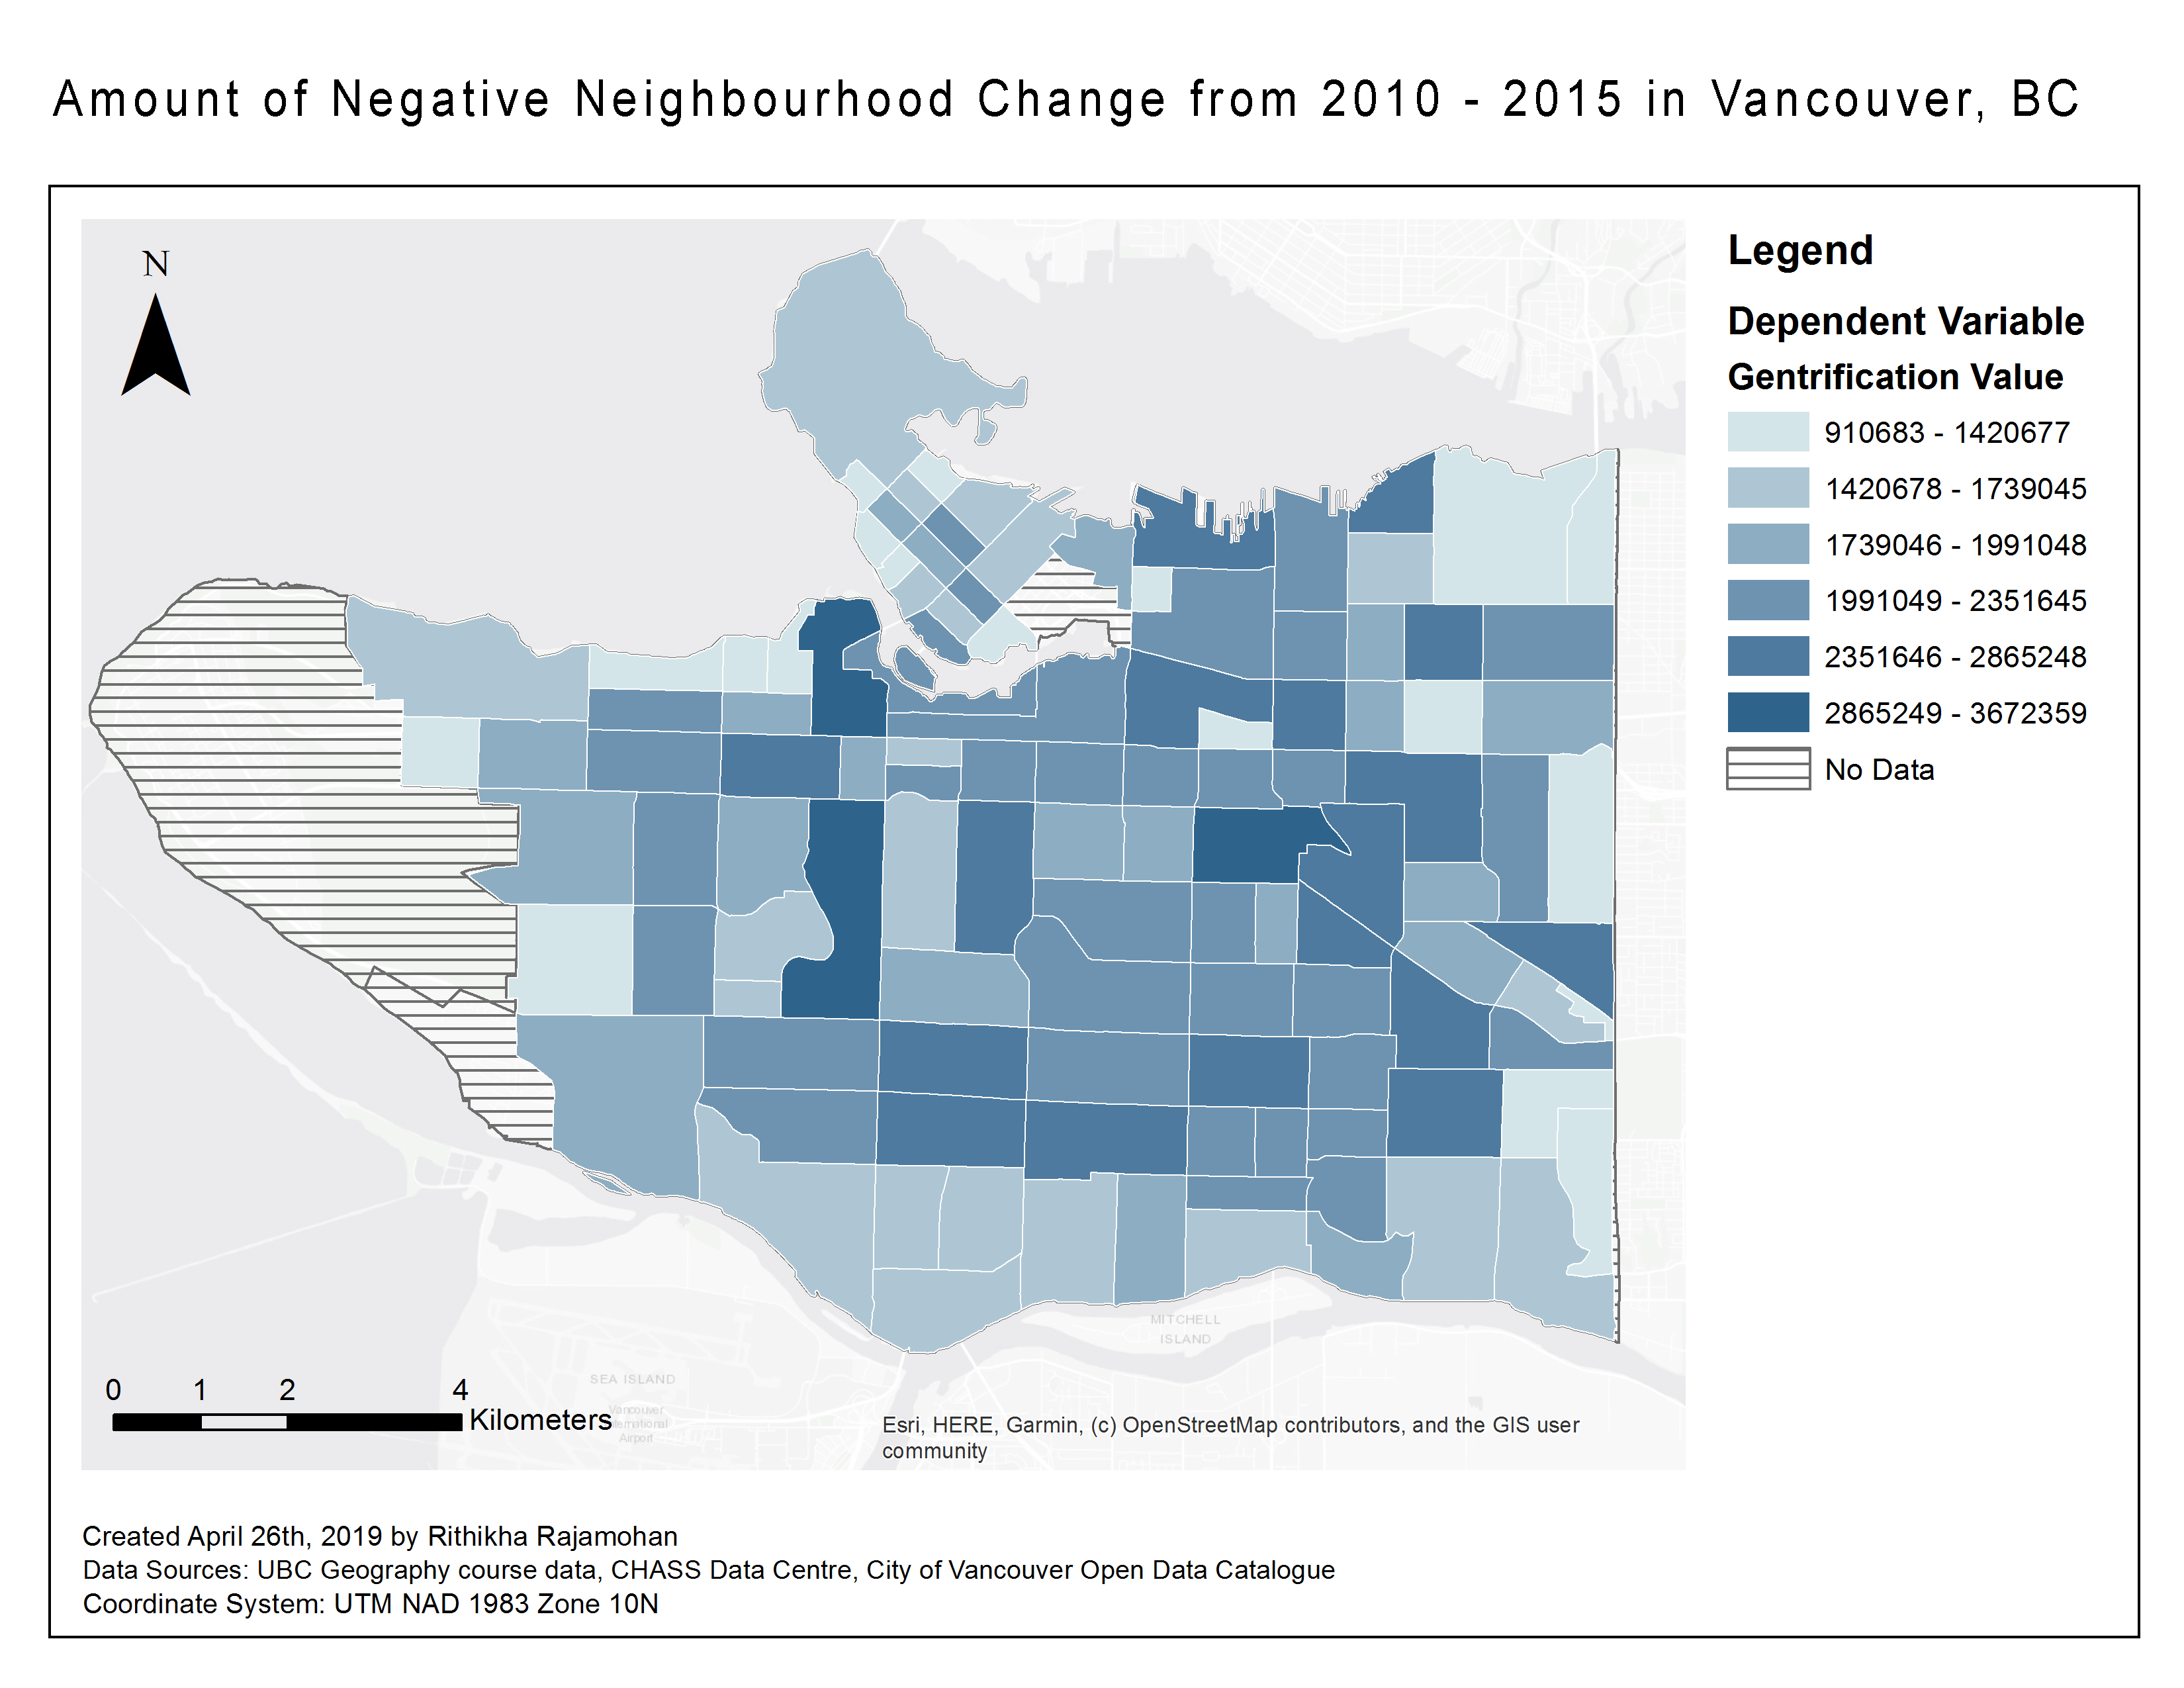 Amount of Negative Neighbourhood Change from 2010 - 2015 in Vancouver, BC
N
Legend
Dependent Variable
Gentrification Value
910683 - 1420677
1420678 - 1739045
1739046 - 1991048
1991049 - 2351645
2351646 - 2865248
2865249 - 3672359
No Data
MITCHELL
ISLAND
SEA ISLAND
Vancouver
International
Airport
0 1 2 4
Kilometers
Esri, HERE, Garmin, (c) OpenStreetMap contributors, and the GIS user
community
Created April 26th, 2019 by Rithikha Rajamohan
Data Sources: UBC Geography course data, CHASS Data Centre, City of Vancouver Open Data Catalogue
Coordinate System: UTM NAD 1983 Zone 10N